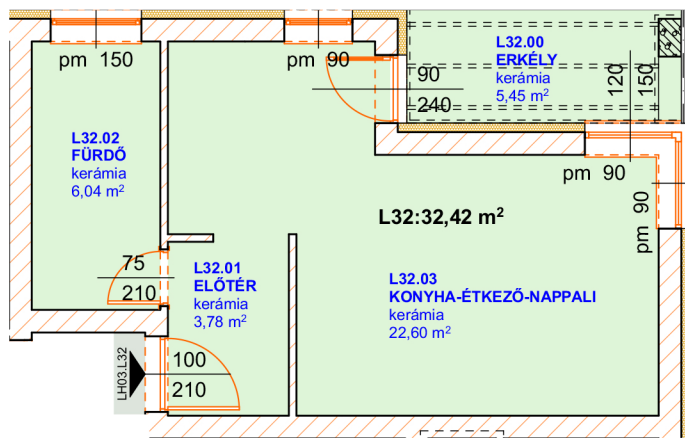 pm 150
pm 90
90
240
L32.00
ERKÉLY
kerámia
5,45 m²
120
150
L32.02
FÜRDŐ
kerámia
6,04 m²
pm 90
pm 90
L32:32,42 m²
75
210
L32.01
ELŐTÉR
kerámia
3,78 m²
L32.03
KONYHA-ÉTKEZŐ-NAPPALI
kerámia
22,60 m²
LH03.L32
100
210